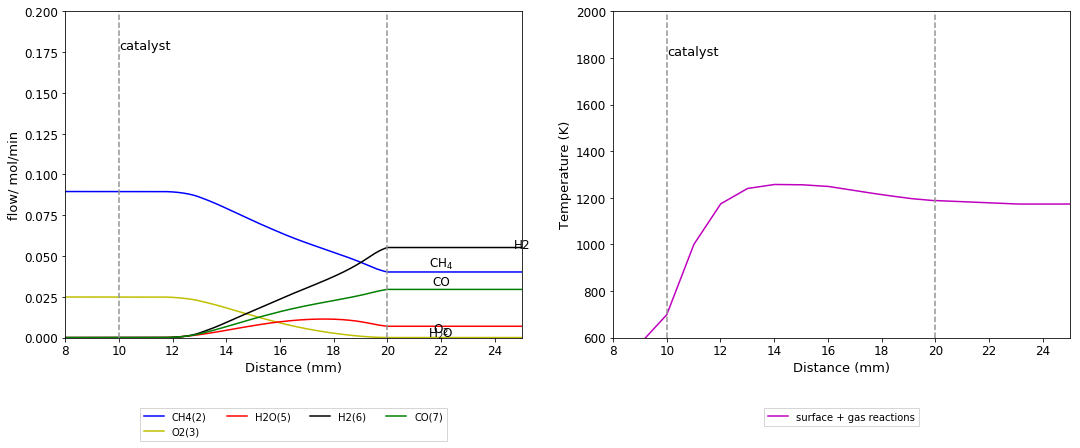 0.200
0.175
0.150
0.125
0.100
0.075
0.050
0.025
0.000
flow/ mol/min
catalyst
H2
CH₄
CO
O₂
H₂O
8 10 12 14 16 18 20 22 24
Distance (mm)
CH4(2) H2O(5) H2(6) CO(7)
O2(3)
2000
1800
1600
1400
1200
1000
800
600
Temperature (K)
catalyst
8 10 12 14 16 18 20 22 24
Distance (mm)
surface + gas reactions